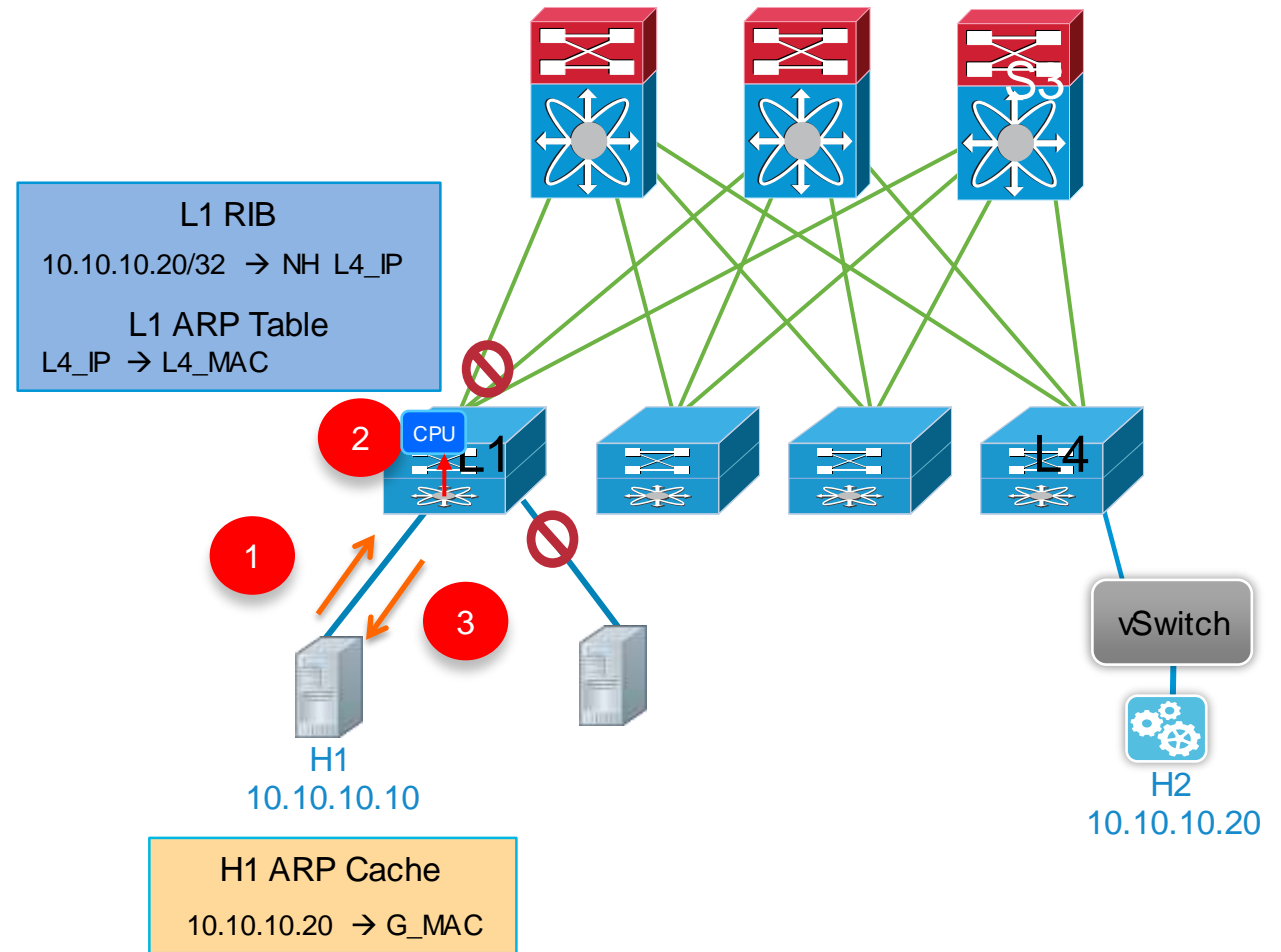 S3
L1 RIB
10.10.10.20/32 → NH L4_IP
L1 ARP Table
L4_IP → L4_MAC
2
CPU
L1
L4
1
3
vSwitch
H1
10.10.10.10
H2
10.10.10.20
H1 ARP Cache
10.10.10.20 → G_MAC